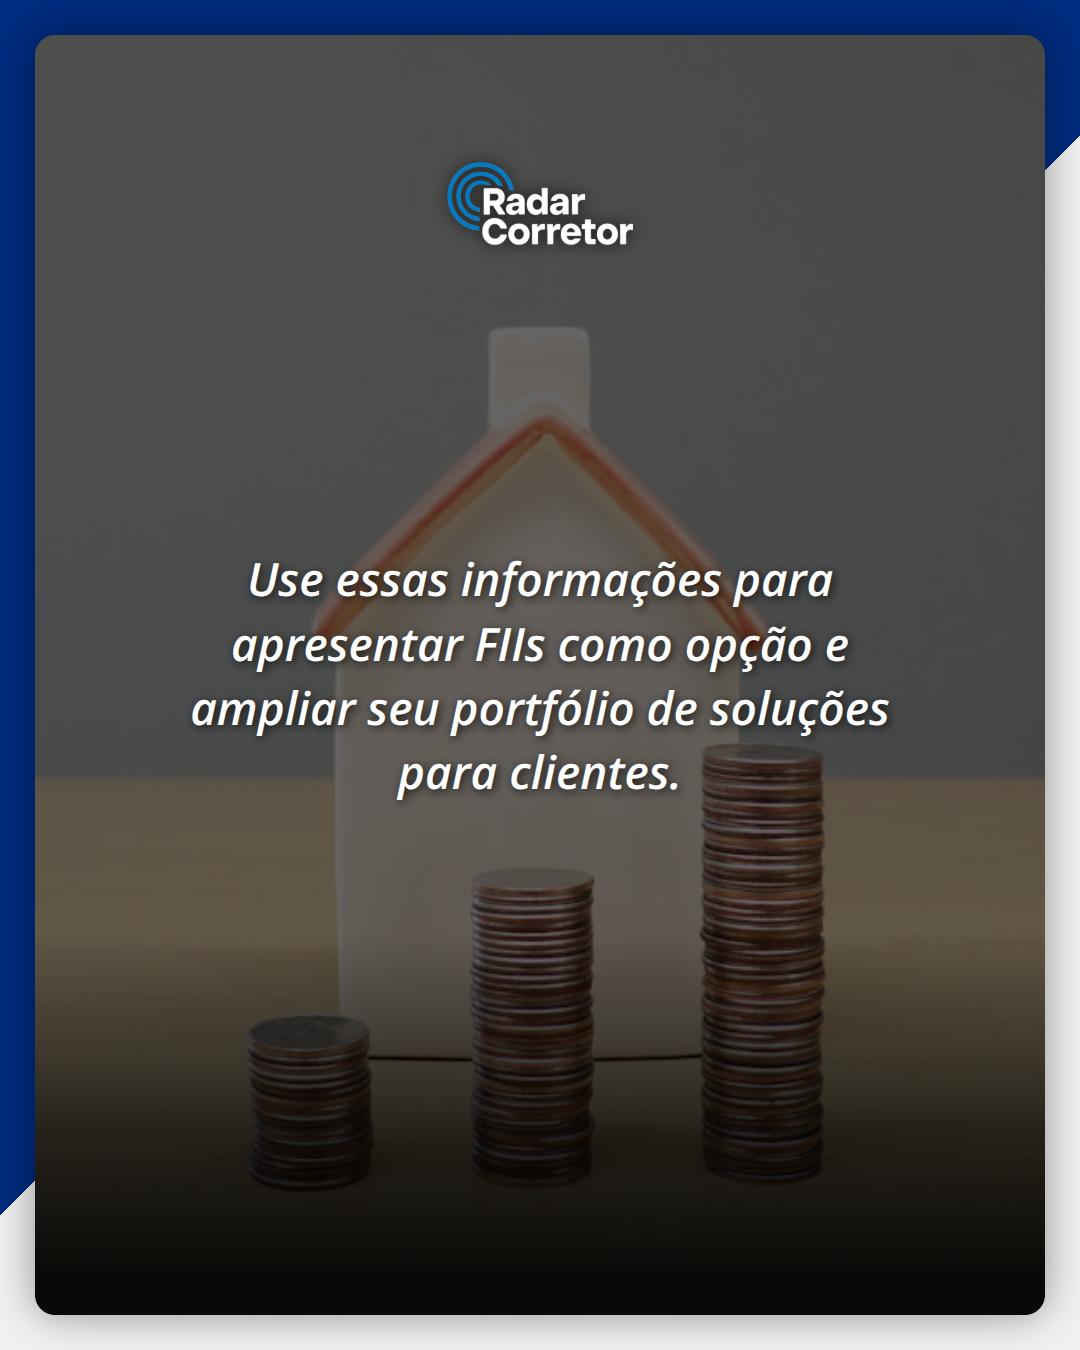 Radar
Corretor
Use essas informações para
apresentar FIIs como opção e
ampliar seu portfólio de soluções
para clientes.